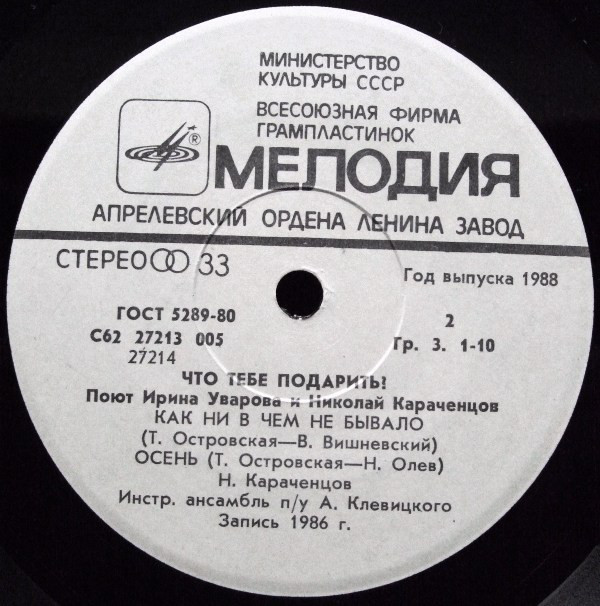 МИНИСТЕРСТВО
КУЛЬТУРЫ СССР
ВСЕСОЮЗНАЯ ФИРМА
ГРАМПЛАСТИНОК
®
МЕЛОДИЯ
АПРЕЛЕВСКИЙ ОРДЕНА ЛЕНИНА ЗАВОД
СТЕРЕО 33
Год выпуска 1988
ГОСТ 5289-80
2
С62 27213 005
Гр. 3. 1-10
27214
ЧТО ТЕБЕ ПОДАРИТЬ?
Поют Ирина Уварова и Николай Караченцов
КАК НИ В ЧЕМ НЕ БЫВАЛО
(Т. Островская—В. Вишневский)
ОСЕНЬ (Т. Островская—Н. Олев)
Н. Караченцов
Инстр. ансамбль п/у А. Клевицкого
Запись 1986 г.